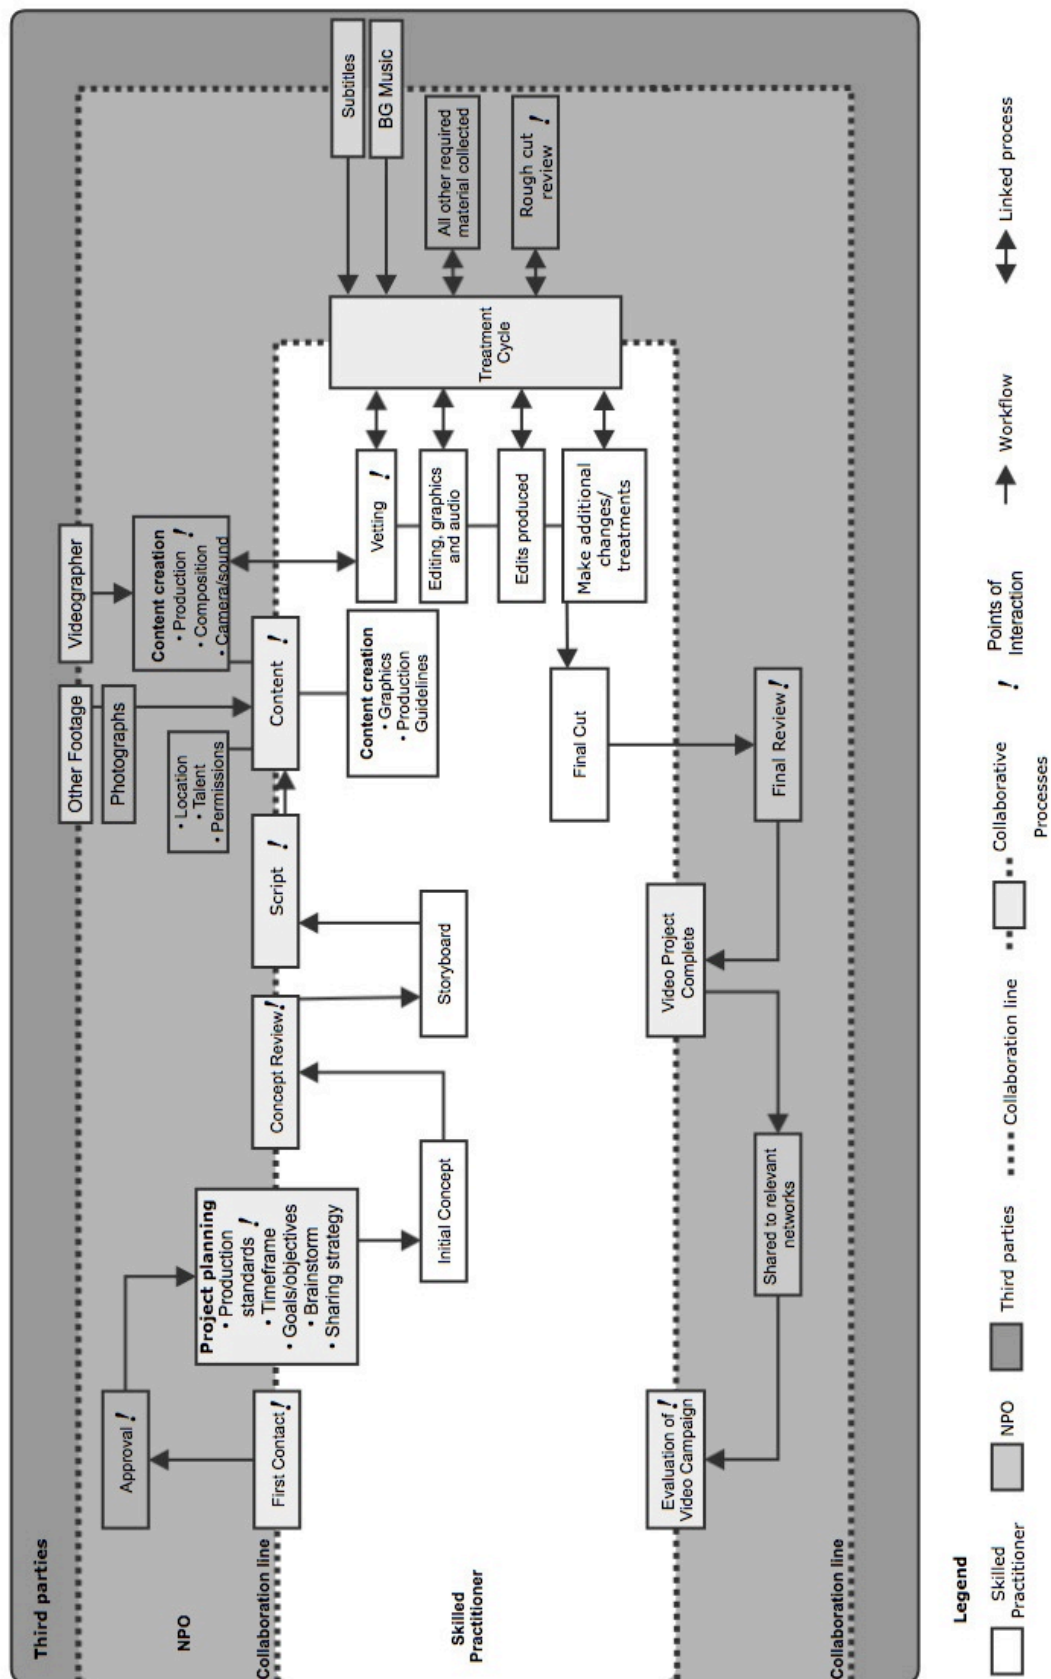 Third parties
NPO
Collaboration line
Skilled
Practitioner
Collaboration line
Approval !
First Contact !
Project planning
• Production
standards !
• Timeframe
• Goals/objectives
• Brainstorm
• Sharing strategy
Initial Concept
Concept Review !
Storyboard
Script !
• Location
• Talent
• Permissions
Other Footage
Photographs
Videographer
Content creation
• Production !
• Composition
• Camera/sound
Content !
Content creation
• Graphics
• Production
Guidelines
Vetting !
Editing, graphics
and audio
Edits produced
Make additional
changes/
treatments
Treatment
Cycle
Subtitles
BG Music
All other required
material collected
Rough cut
review !
Final Cut
Final Review !
Video Project
Complete
Shared to relevant
networks
Evaluation of !
Video Campaign
Legend
Skilled
Practitioner
NPO
Third parties
Collaboration line
Collaborative
Processes
! Points of
Interaction
Workflow
Linked process